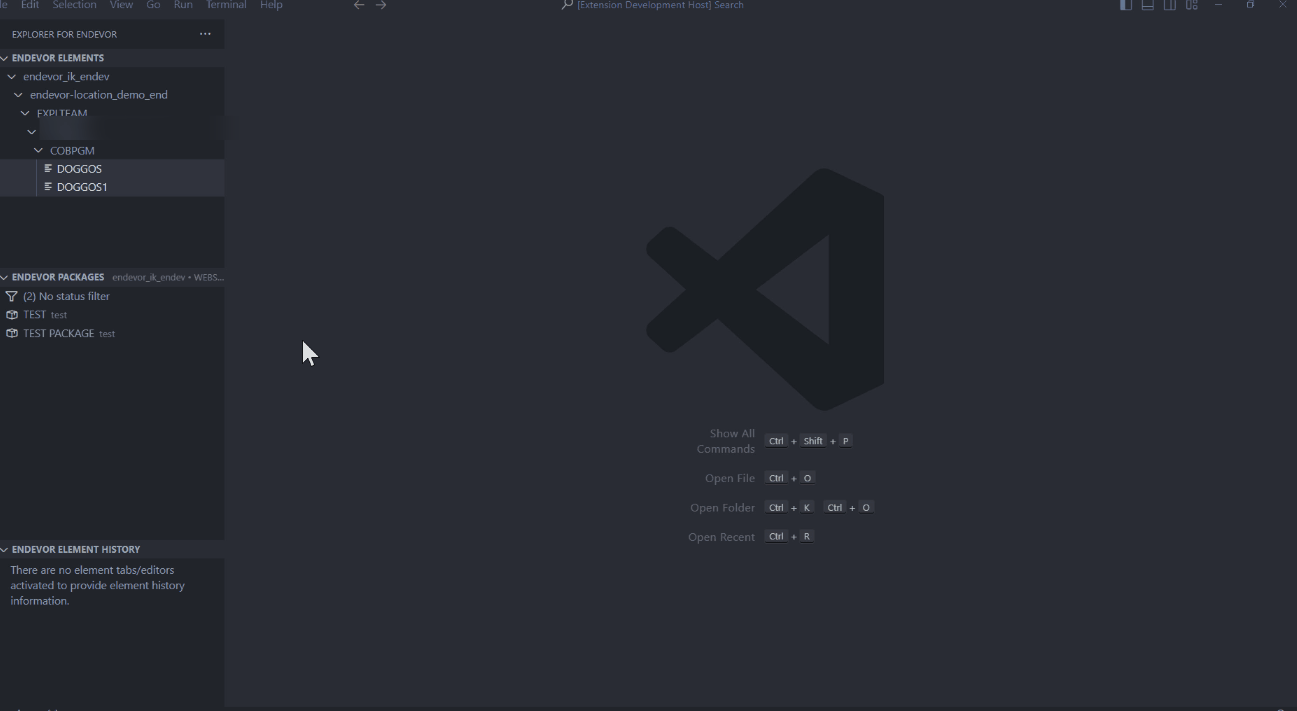 Edit Selection View Go Run Terminal Help [Extension Development Host] Search
EXPLORER FOR ENDEVOR ...
ENDEVOR ELEMENTS
endevor_ik_endev
endevor-location_demo_end
EXPLTEAM
COBPGM
DOGGOS
DOGGOS1
ENDEVOR PACKAGES endevor_ik_endev • WEBS...
(2) No status filter
TEST test
TEST PACKAGE test
Show All
Commands Ctrl + Shift + P
Open File Ctrl + O
Open Folder Ctrl + K Ctrl + O
Open Recent Ctrl + R
ENDEVOR ELEMENT HISTORY
There are no element tabs/editors
activated to provide element history
information.